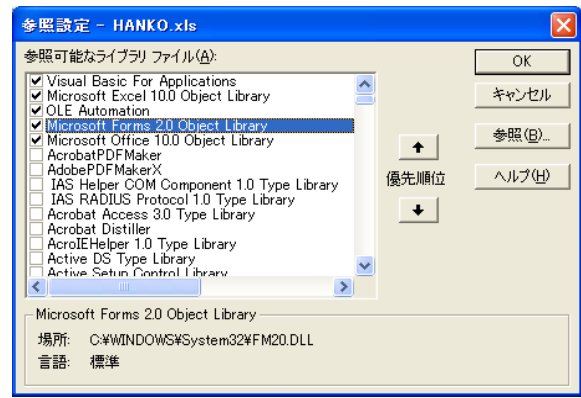 参照設定 - HANKO.xls
参照可能なライブラリ ファイル(A):
Visual Basic For Applications
Microsoft Excel 10.0 Object Library
OLE Automation
Microsoft Forms 2.0 Object Library
Microsoft Office 10.0 Object Library
AcrobatPDFMaker
AdobePDFMakerX
IAS Helper COM Component 1.0 Type Library
IAS RADIUS Protocol 1.0 Type Library
Acrobat Access 3.0 Type Library
Acrobat Distiller
AcroIEHelper 1.0 Type Library
Active DS Type Library
Active Setup Control Library
優先順位
OK
キャンセル
参照(B)...
ヘルプ(H)
Microsoft Forms 2.0 Object Library
場所: C:¥WINDOWS¥System32¥FM20.DLL
言語: 標準